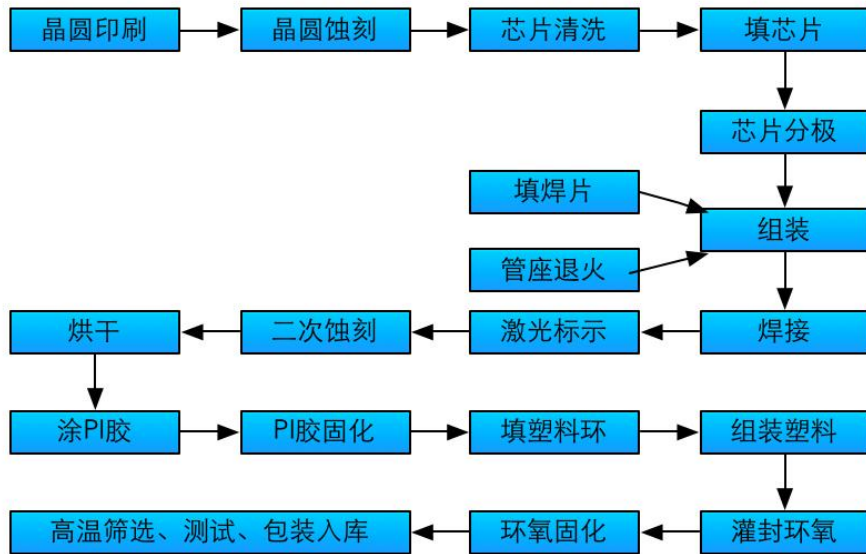 晶圆印刷
晶圆蚀刻
芯片清洗
填芯片
芯片分极
填焊片
组装
管座退火
烘干
二次蚀刻
激光标示
焊接
涂PI胶
PI胶固化
填塑料环
组装塑料
高温筛选、测试、包装入库
环氧固化
灌封环氧